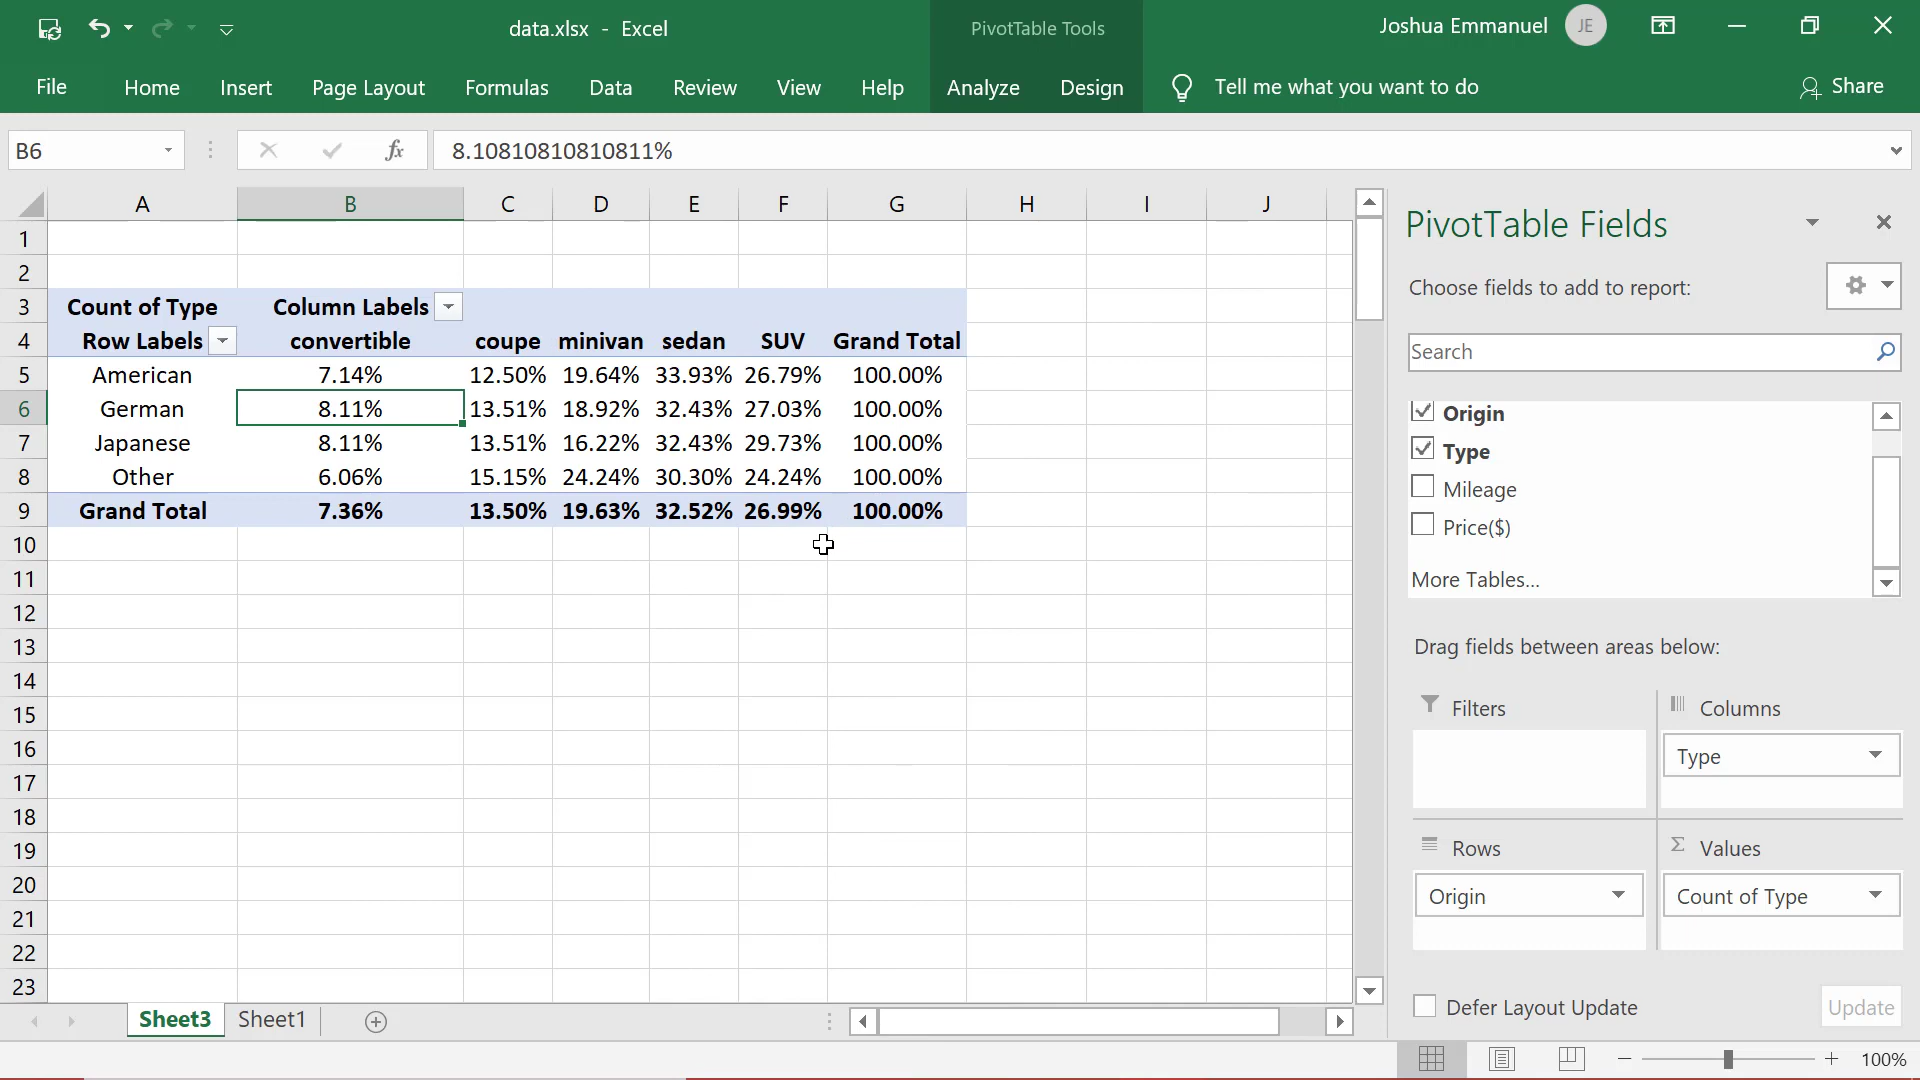 data.xlsx - Excel
PivotTable Tools
Joshua Emmanuel
JE
File Home Insert Page Layout Formulas Data Review View Help Analyze Design Tell me what you want to do Share
B6 fx 8.10810810810811%
A B C D E F G H I J
1
2
3 Count of Type Column Labels
4 Row Labels convertible coupe minivan sedan SUV Grand Total
5 American 7.14% 12.50% 19.64% 33.93% 26.79% 100.00%
6 German 8.11% 13.51% 18.92% 32.43% 27.03% 100.00%
7 Japanese 8.11% 13.51% 16.22% 32.43% 29.73% 100.00%
8 Other 6.06% 15.15% 24.24% 30.30% 24.24% 100.00%
9 Grand Total 7.36% 13.50% 19.63% 32.52% 26.99% 100.00%
10
11
12
13
14
15
16
17
18
19
20
21
22
23
Sheet3 Sheet1
PivotTable Fields
Choose fields to add to report:
Search
Origin
Type
Mileage
Price($)
More Tables...
Drag fields between areas below:
Filters
Columns
Type
Rows
Σ Values
Origin
Count of Type
Defer Layout Update
Update
100%